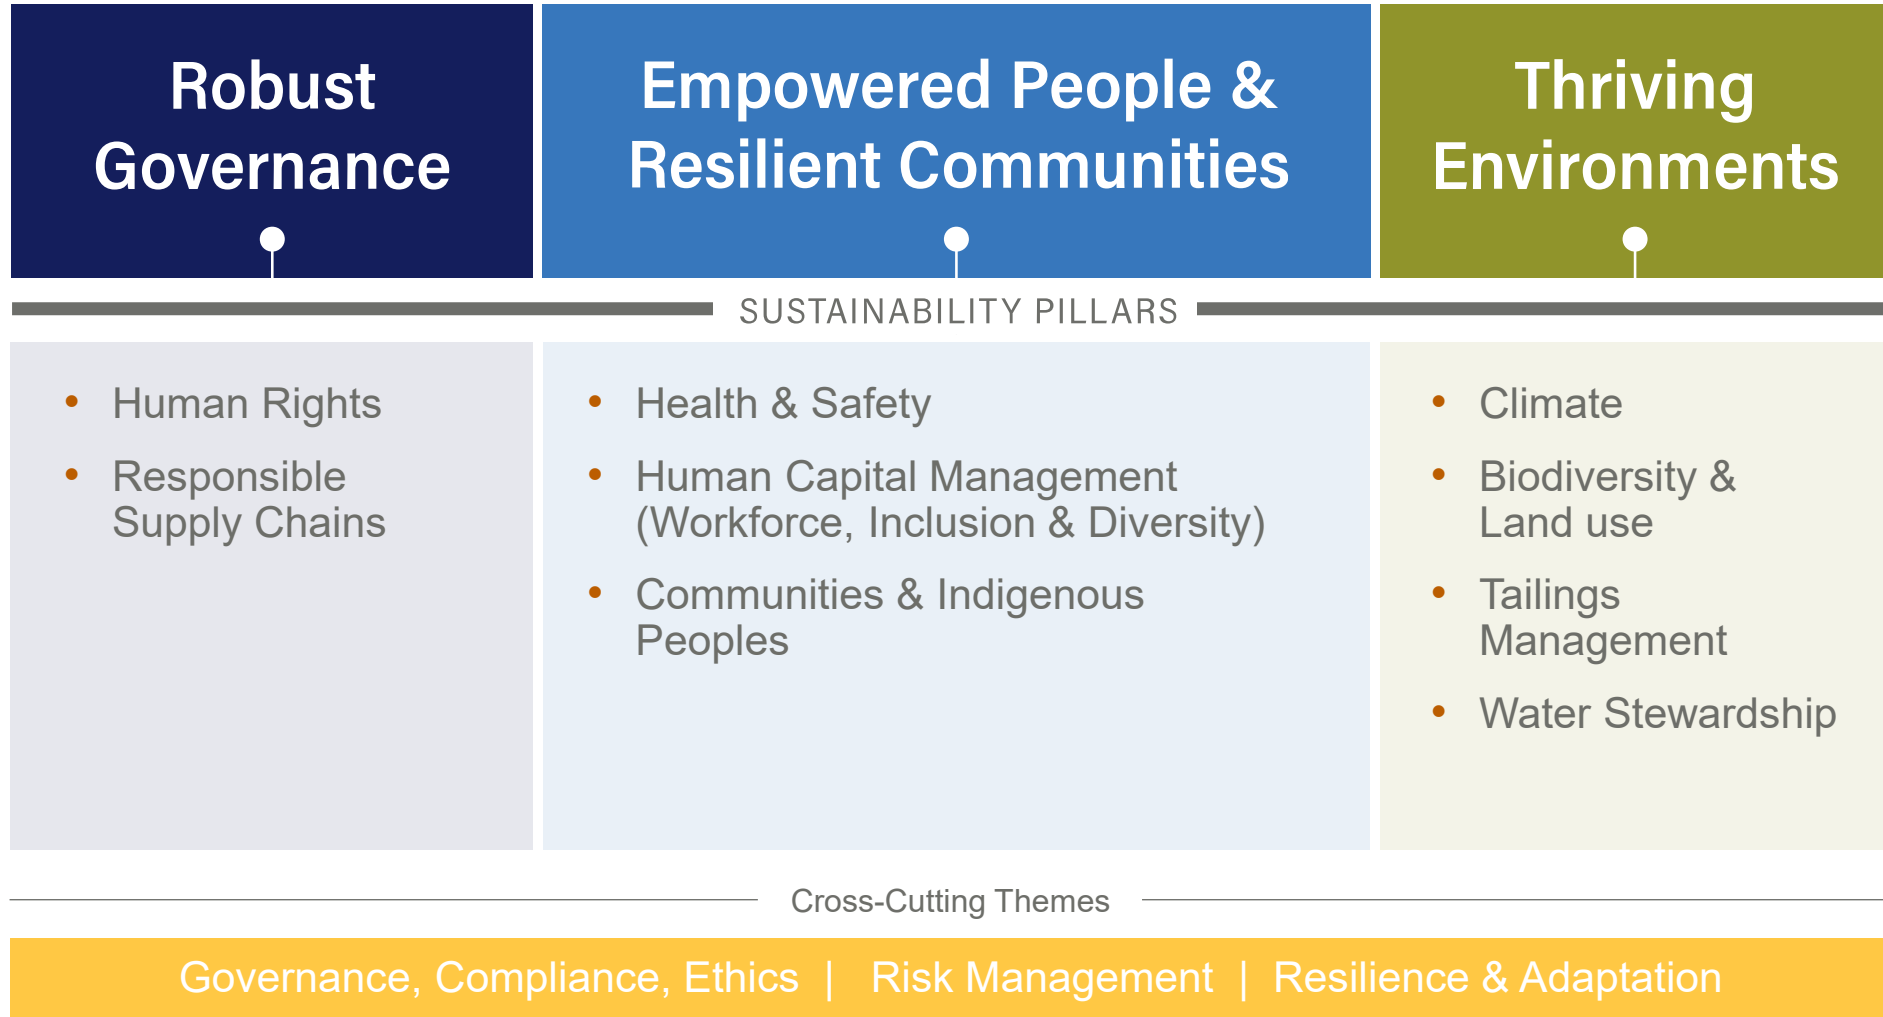 Robust
Governance
Empowered People &
Resilient Communities
Thriving
Environments
SUSTAINABILITY PILLARS
• Human Rights
• Responsible
Supply Chains
• Health & Safety
• Human Capital Management
(Workforce, Inclusion & Diversity)
• Communities & Indigenous
Peoples
• Climate
• Biodiversity &
Land use
• Tailings
Management
• Water Stewardship
Cross-Cutting Themes
Governance, Compliance, Ethics | Risk Management | Resilience & Adaptation